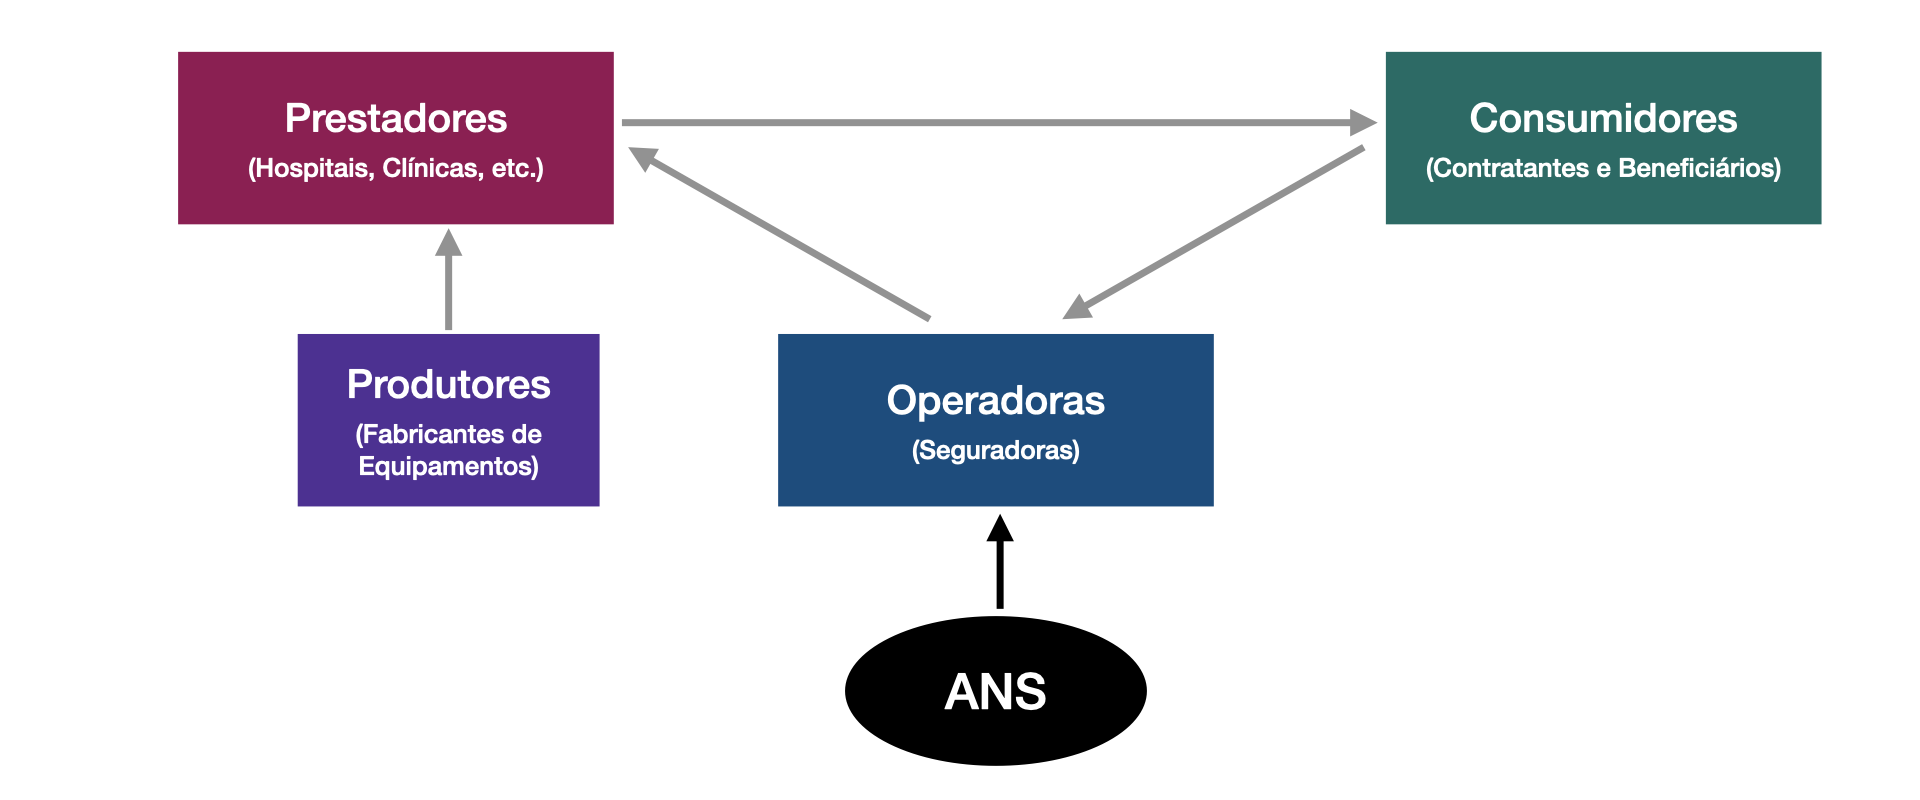 Prestadores
(Hospitais, Clínicas, etc.)
Consumidores
(Contratantes e Beneficiários)
Produtores
(Fabricantes de
Equipamentos)
Operadoras
(Seguradoras)
ANS